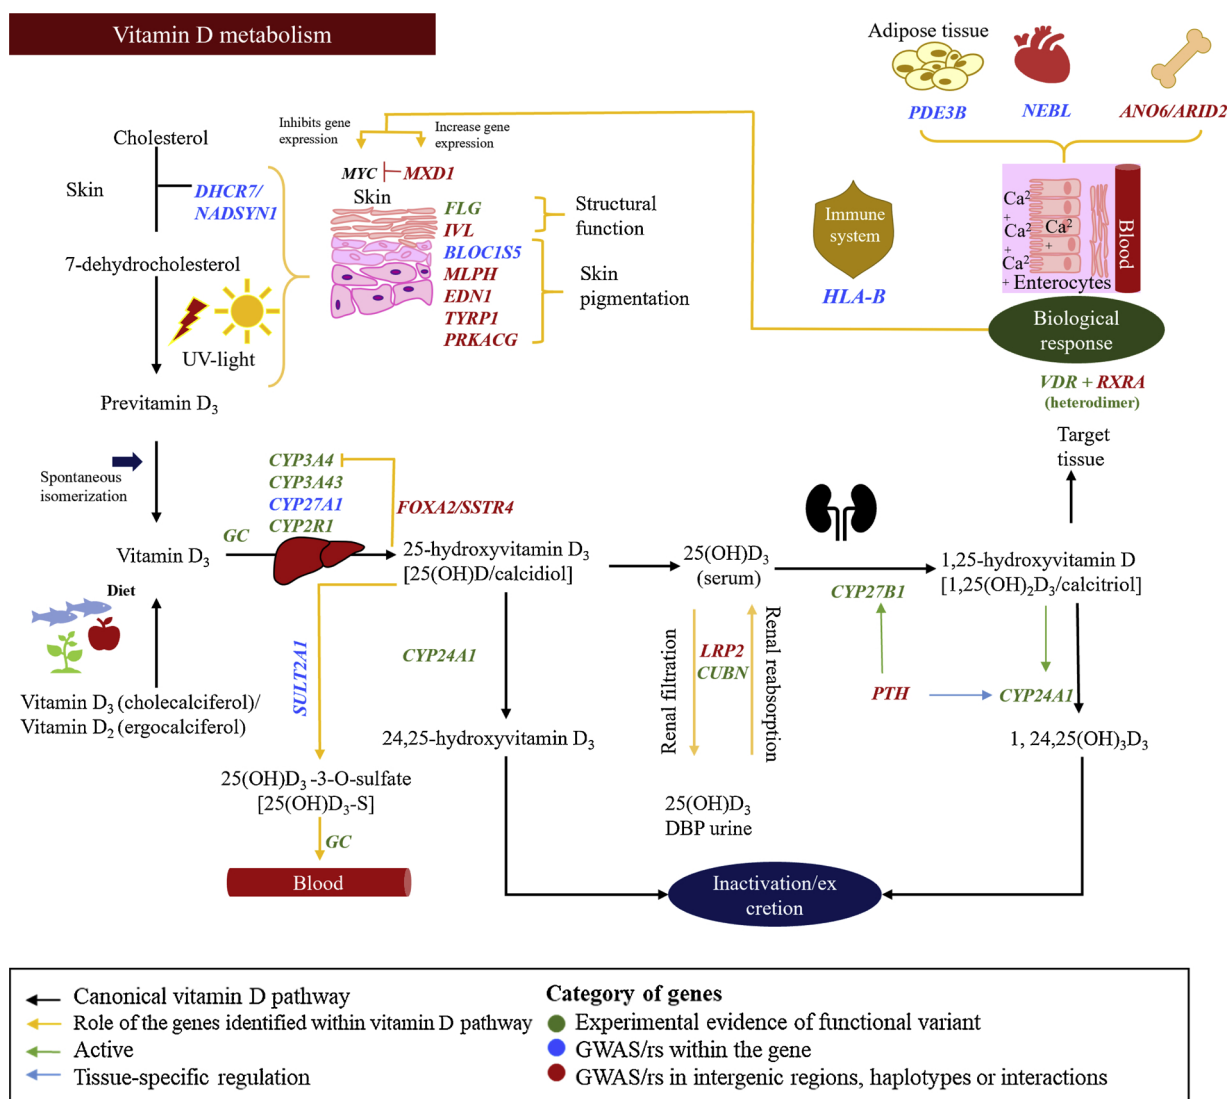 Vitamin D metabolism
Adipose tissue
PDE3B
NEBL
ANO6/ARID2
Inhibits gene
expression
Increase gene
expression
Cholesterol
Skin
DHCR7/
NADSYN1
7-dehydrocholesterol
UV-light
Previtamin D3
MYC
MXD1
Skin
FLG
IVL
BLOC1S5
MLPH
EDN1
TYRP1
PRKACG
Structural
function
Skin
pigmentation
Immune
system
HLA-B
Ca2
+
Ca2
+
Ca2
+
Ca2
+
Enterocytes
Blood
Biological
response
VDR + RXRA
(heterodimer)
Target
tissue
Spontaneous
isomerization
CYP3A4
CYP3A43
CYP27A1
CYP2R1
FOXA2/SSTR4
GC
Vitamin D3
25-hydroxyvitamin D3
[25(OH)D/calcidiol]
25(OH)D3
(serum)
CYP27B1
1,25-hydroxyvitamin D
[1,25(OH)2D3/calcitriol]
Diet
Vitamin D3 (cholecalciferol)/
Vitamin D2 (ergocalciferol)
SULT2A1
CYP24A1
Renal filtration
LRP2
CUBN
Renal reabsorption
PTH
CYP24A1
24,25-hydroxyvitamin D3
1, 24,25(OH)3D3
25(OH)D3 -3-O-sulfate
[25(OH)D3-S]
25(OH)D3
DBP urine
GC
Blood
Inactivation/ex
cretion
Canonical vitamin D pathway
Role of the genes identified within vitamin D pathway
Active
Tissue-specific regulation
Category of genes
Experimental evidence of functional variant
GWAS/rs within the gene
GWAS/rs in intergenic regions, haplotypes or interactions